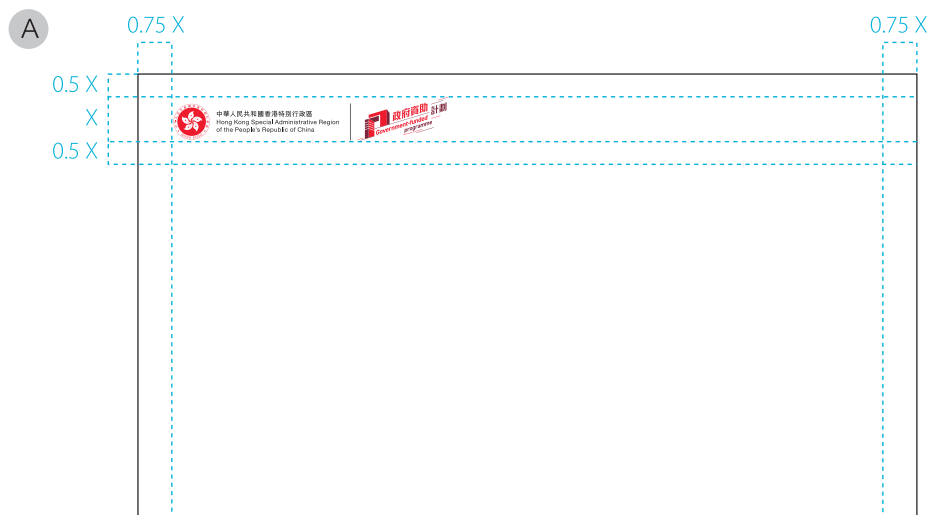 A
0.75 X
0.75 X
0.5 X
X
0.5 X
中華人民共和國香港特別行政區
Hong Kong Special Administrative Region
of the People's Republic of China
政府資助計劃
Government-funded
programme